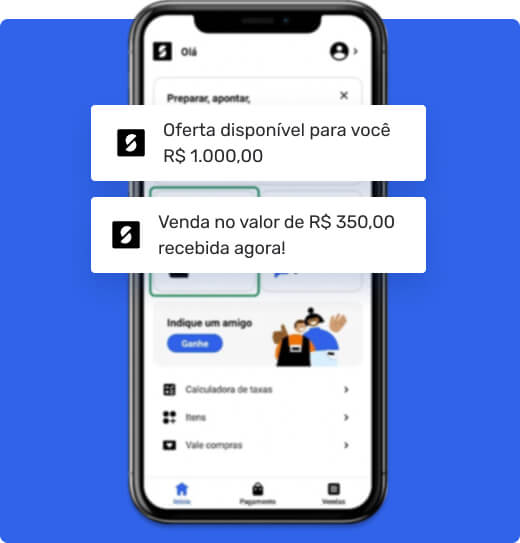 Olá
Preparar, apontar,
Oferta disponível para você
R$ 1.000,00
Venda no valor de R$ 350,00
recebida agora!
Indique um amigo
Ganhe
Calculadora de taxas
Itens
Vale compras
Início
Pagamento
Vendas